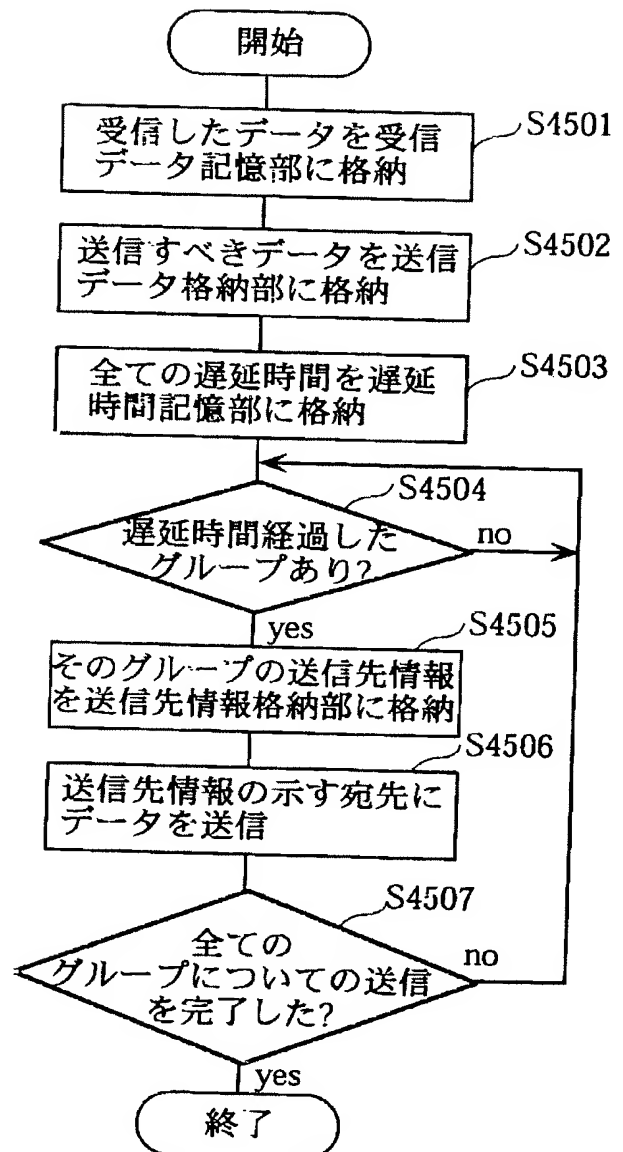 開始
受信したデータを受信
データ記憶部に格納
S4501
送信すべきデータを送信
データ格納部に格納
S4502
全ての遅延時間を遅延
時間記憶部に格納
S4503
S4504
遅延時間経過した
グループあり?
no
yes
S4505
そのグループの送信先情報
を送信先情報格納部に格納
S4506
送信先情報の示す宛先に
データを送信
S4507
全ての
グループについての送信
を完了した?
no
yes
終了